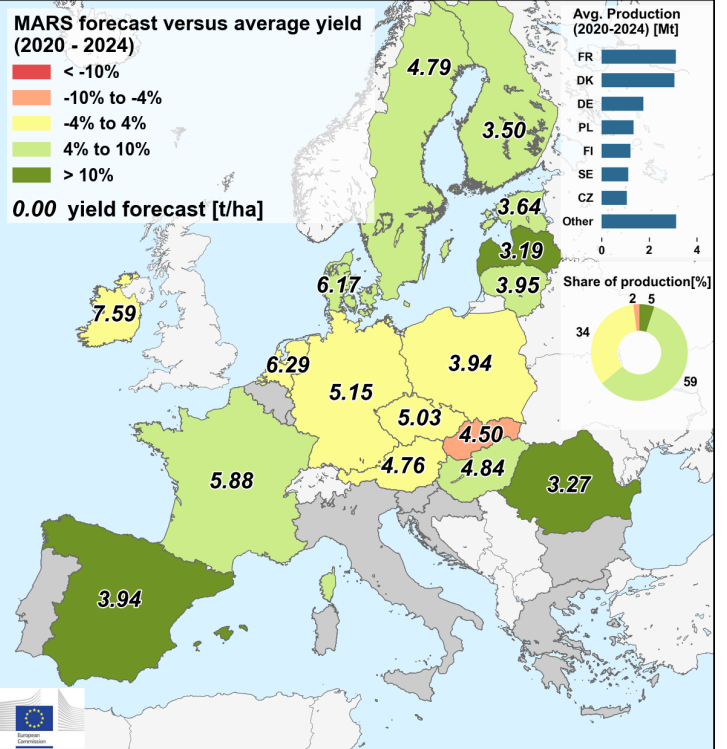 MARS forecast versus average yield
(2020 - 2024)
< -10%
-10% to -4%
-4% to 4%
4% to 10%
> 10%
0.00 yield forecast [t/ha]
Avg. Production
(2020-2024) [Mt]
FR
DK
DE
PL
FI
SE
CZ
Other
0 2 4
Share of production[%]
2 5
34
59
4.79
3.50
3.64
3.19
3.95
6.17
7.59
6.29
5.15
3.94
5.03
4.50
4.76
4.84
5.88
3.27
3.94
European
Commission